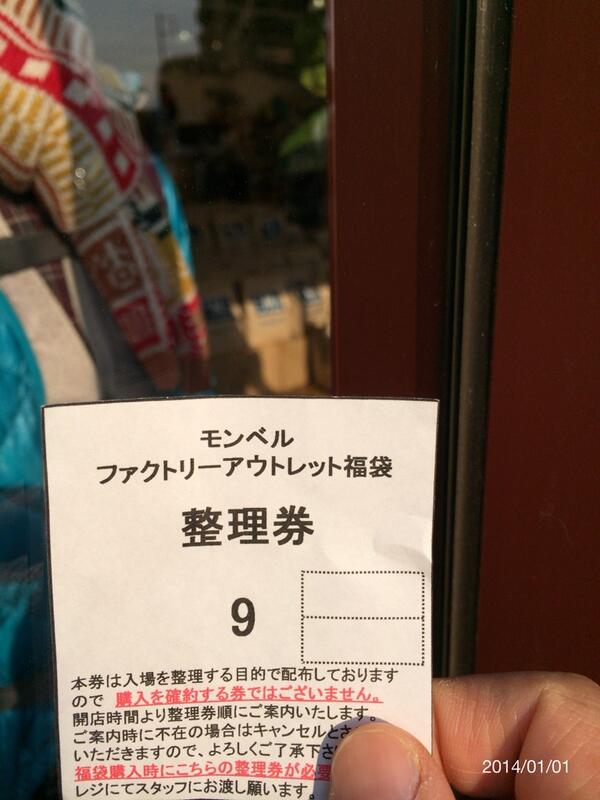 モンベル
ファクトリーアウトレット福袋
整理券
9
本券は入場を整理する目的で配布しております
ので 購入を確約する券ではございません。
開店時間より整理券順にご案内いたします。
ご案内時に不在の場合はキャンセルとさ
いただきますので、よろしくご了承下さ
福袋購入時にこちらの整理券が必要
レジにてスタッフにお渡し願います。
2014/01/01